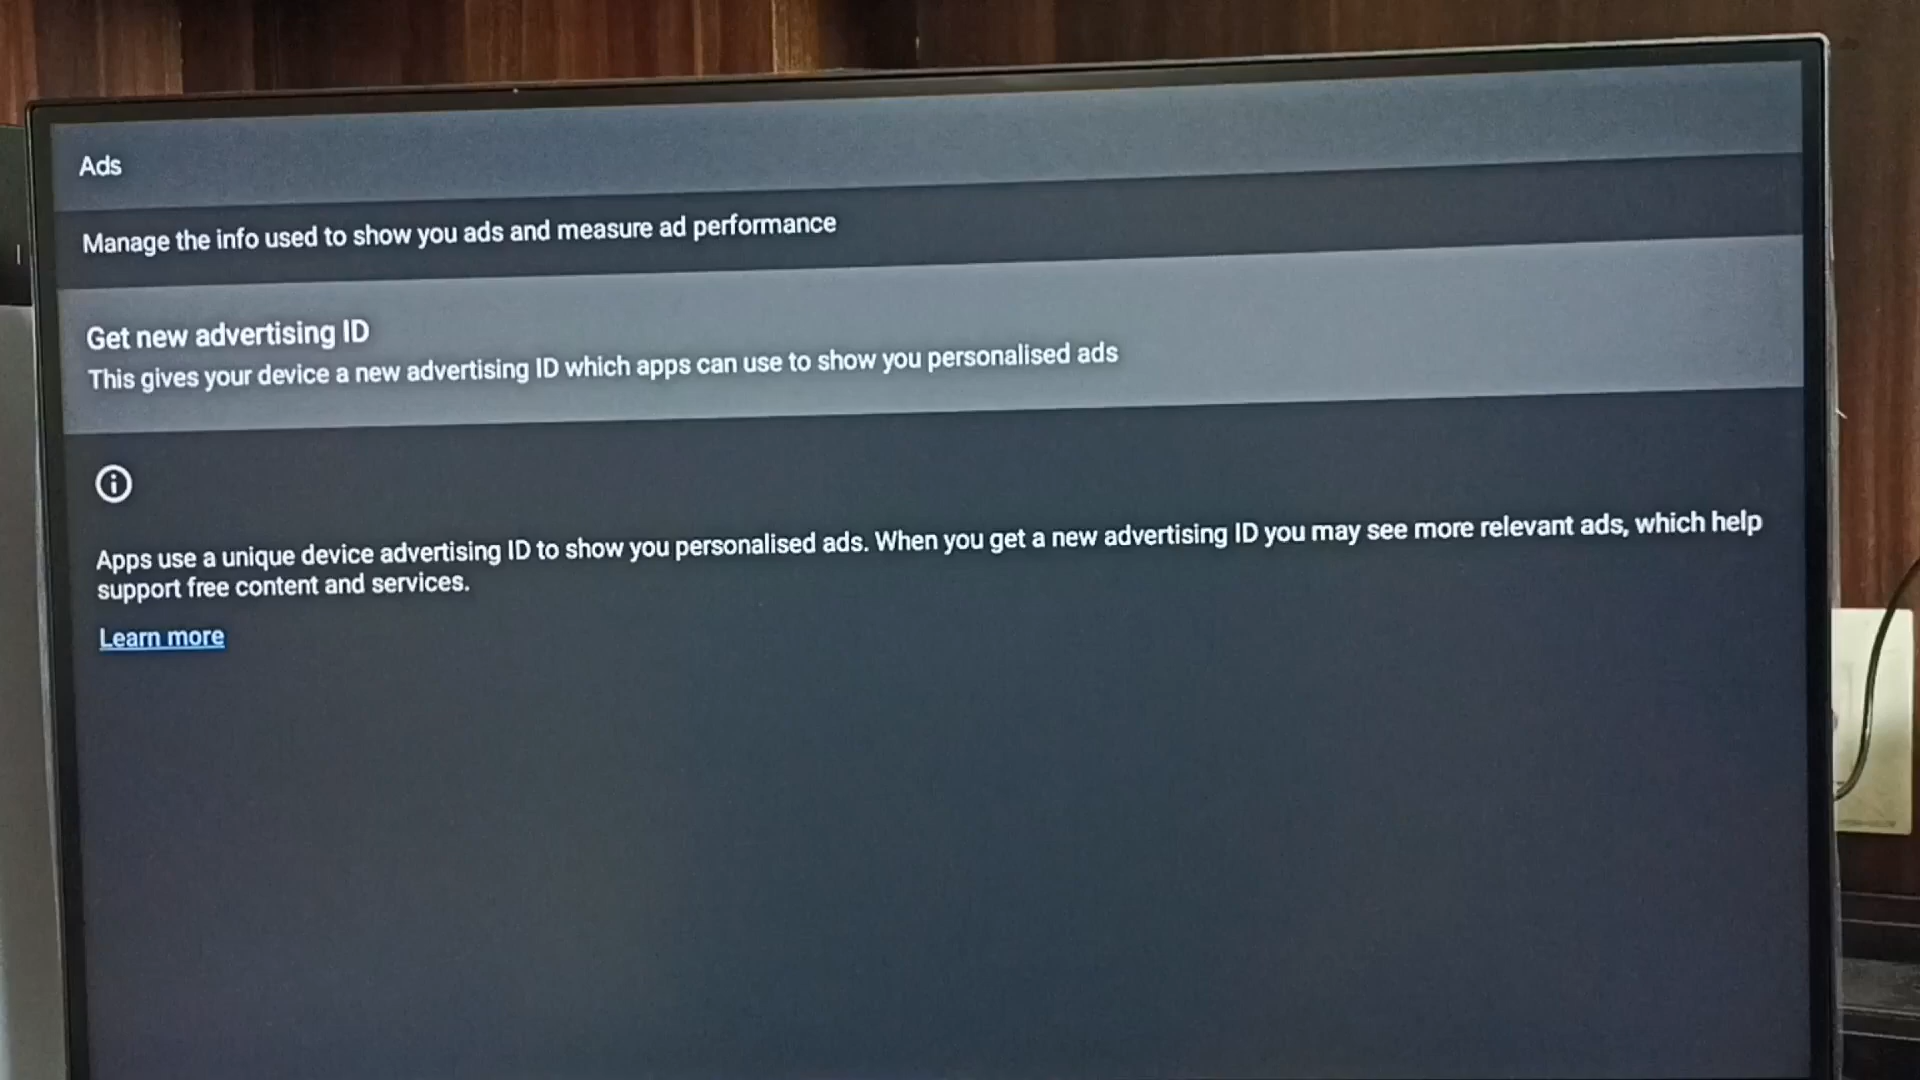 Ads
Manage the info used to show you ads and measure ad performance
Get new advertising ID
This gives your device a new advertising ID which apps can use to show you personalised ads
Apps use a unique device advertising ID to show you personalised ads. When you get a new advertising ID you may see more relevant ads, which help
support free content and services.
Learn more